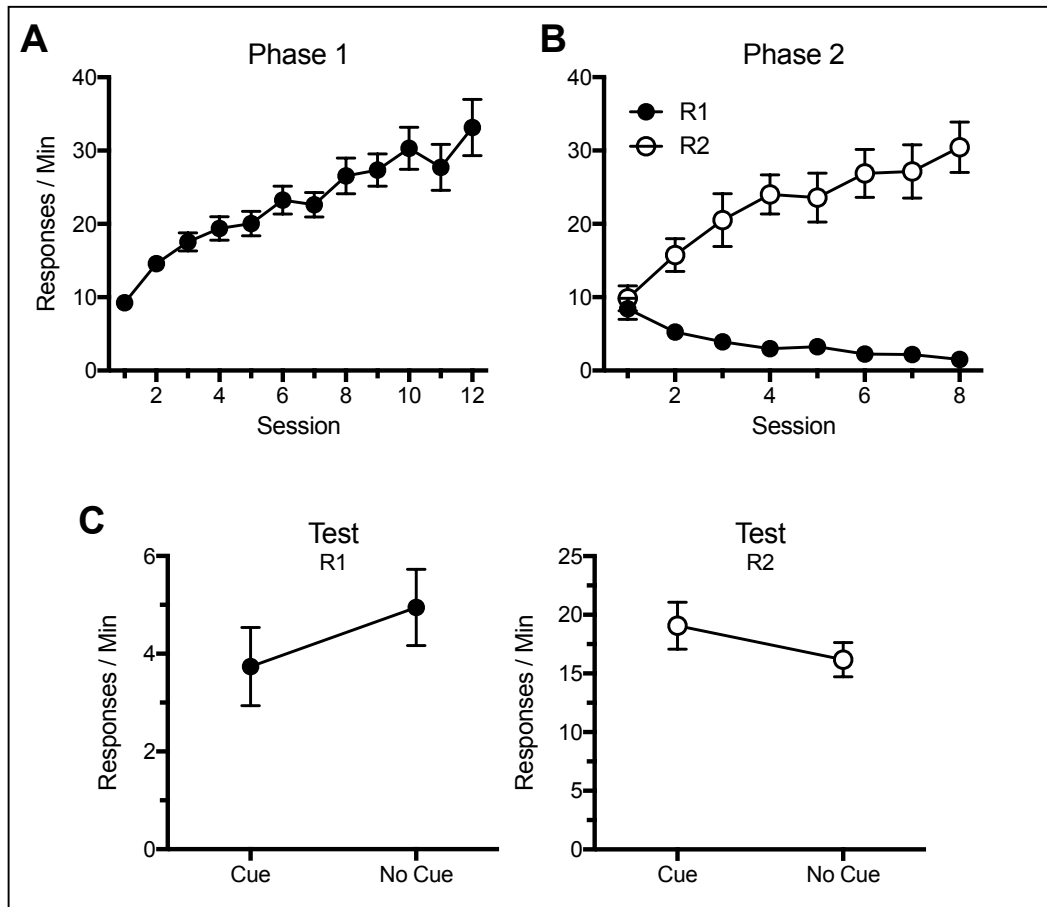 A
Phase 1
Responses / Min
40
30
20
10
0
2 4 6 8 10 12
Session
B
Phase 2
R1
R2
40
30
20
10
0
2 4 6 8
Session
C
Test
R1
Responses / Min
6
4
2
0
Cue No Cue
Test
R2
Responses / Min
25
20
15
10
5
0
Cue No Cue